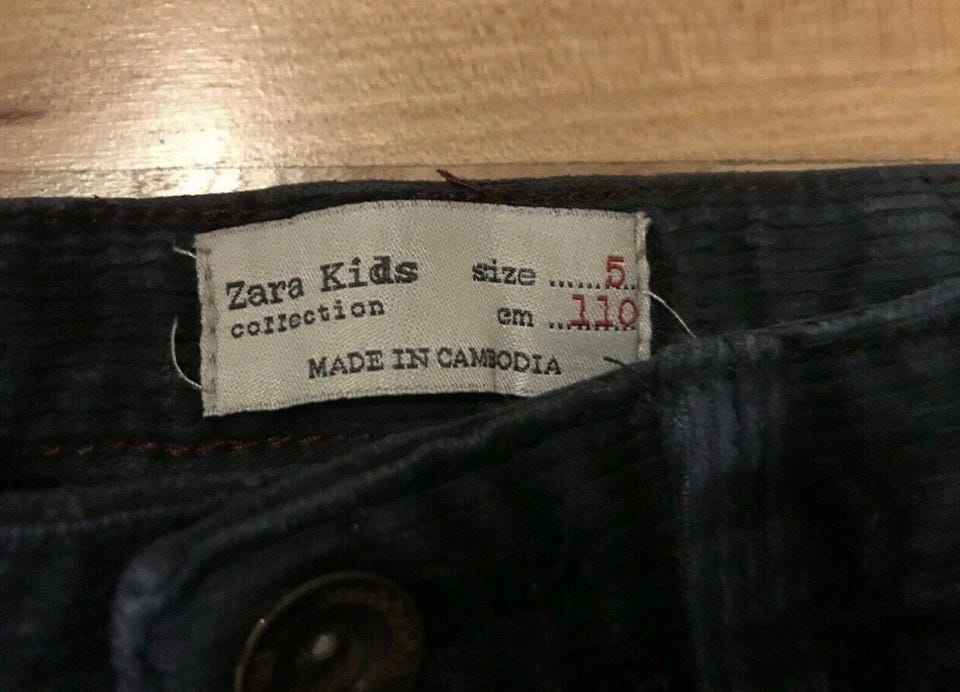 Zara Kids
collection
size ......5..
cm ...110
MADE IN CAMBODIA